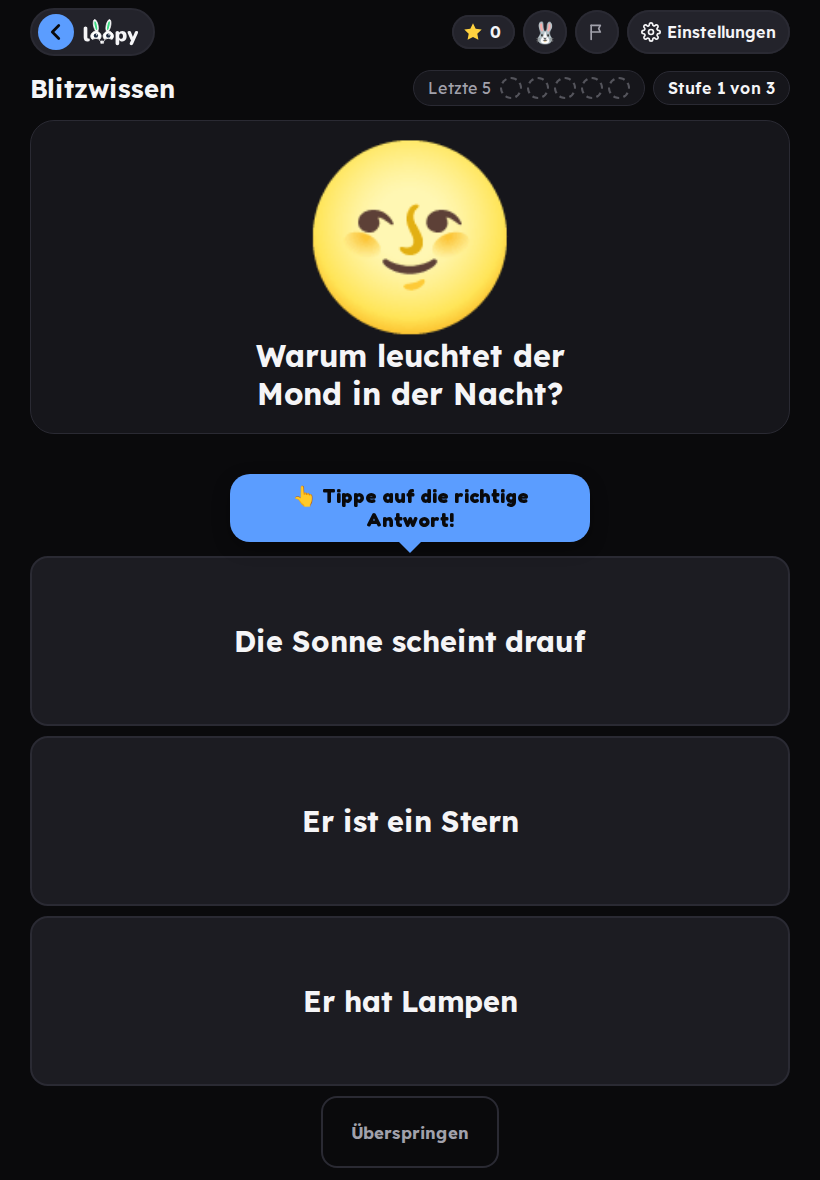 loopy
0
Einstellungen
Blitzwissen
Letzte 5
Stufe 1 von 3
Warum leuchtet der
Mond in der Nacht?
👆 Tippe auf die richtige
Antwort!
Die Sonne scheint drauf
Er ist ein Stern
Er hat Lampen
Überspringen